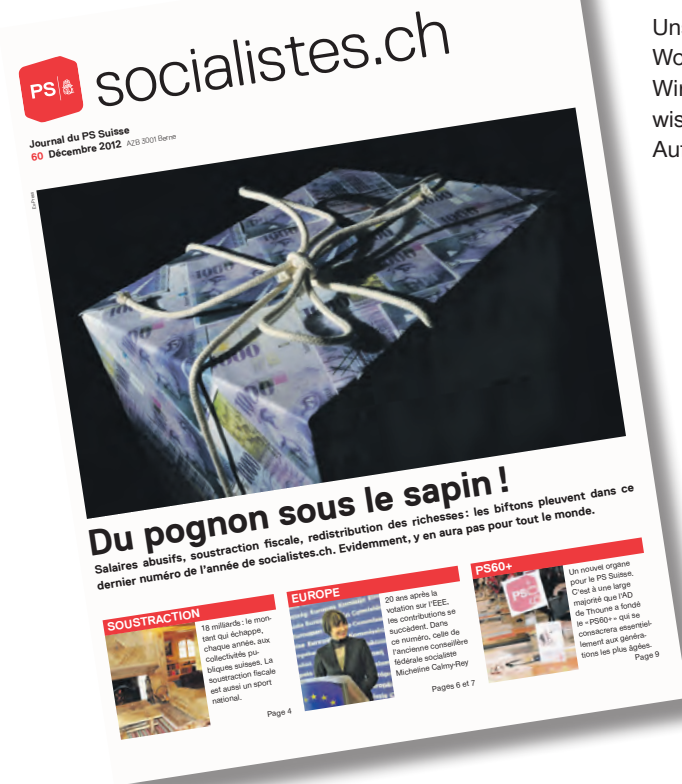 PS
socialistes.ch
Journal du PS Suisse
60 Décembre 2012 AZB 3001 Berne
1000
1000
1000
1000
Du pognon sous le sapin !
Salaires abusifs, soustraction fiscale, redistribution des richesses: les biftons pleuvent dans ce
dernier numéro de l'année de socialistes.ch. Evidemment, y en aura pas pour tout le monde.
SOUSTRACTION
18 milliards: le mon-
tant qui échappe,
chaque année, aux
collectivités pu-
bliques suisses. La
soustraction fiscale
est aussi un sport
national.
Page 4
EUROPE
20 ans après la
votation sur l'EEE,
les contributions se
succèdent. Dans
ce numéro, celle de
l'ancienne conseillère
fédérale socialiste
Micheline Calmy-Rey
Pages 6 et 7
PS60+
PS
Un nouvel organe
pour le PS Suisse.
C'est à une large
majorité que l'AD
de Thoune a fondé
le «PS60+» qui se
consacrera essentiel-
lement aux généra-
tions les plus âgées.
Page 9